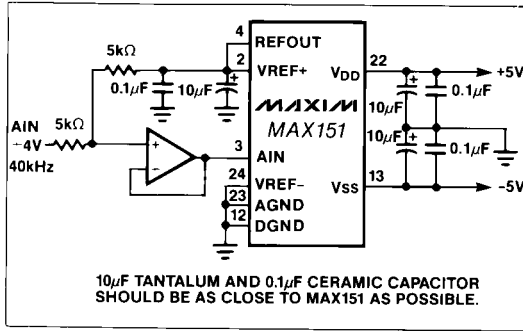 4
REFOUT
5kΩ
2
VREF+
0.1μF
10μF
+
22
VDD
+5V
10μF
+
0.1μF
MAXIM
MAX151
AIN
-4V
40kHz
5kΩ
+
-
3
AIN
10μF
+
0.1μF
24
VREF-
23
AGND
12
DGND
13
VSS
-5V
10μF TANTALUM AND 0.1μF CERAMIC CAPACITOR
SHOULD BE AS CLOSE TO MAX151 AS POSSIBLE.